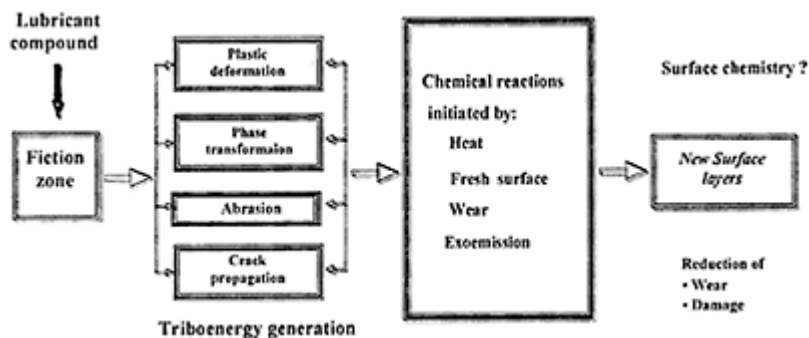 Lubricant
compound
Fiction
zone
Plastic
deformation
Phase
transformaion
Abrasion
Crack
propagation
Triboenergy generation
Chemical reactions
initiated by:
Heat
Fresh surface
Wear
Exoemission
Surface chemistry ?
New Surface
layers
Reduction of
• Wear
• Damage